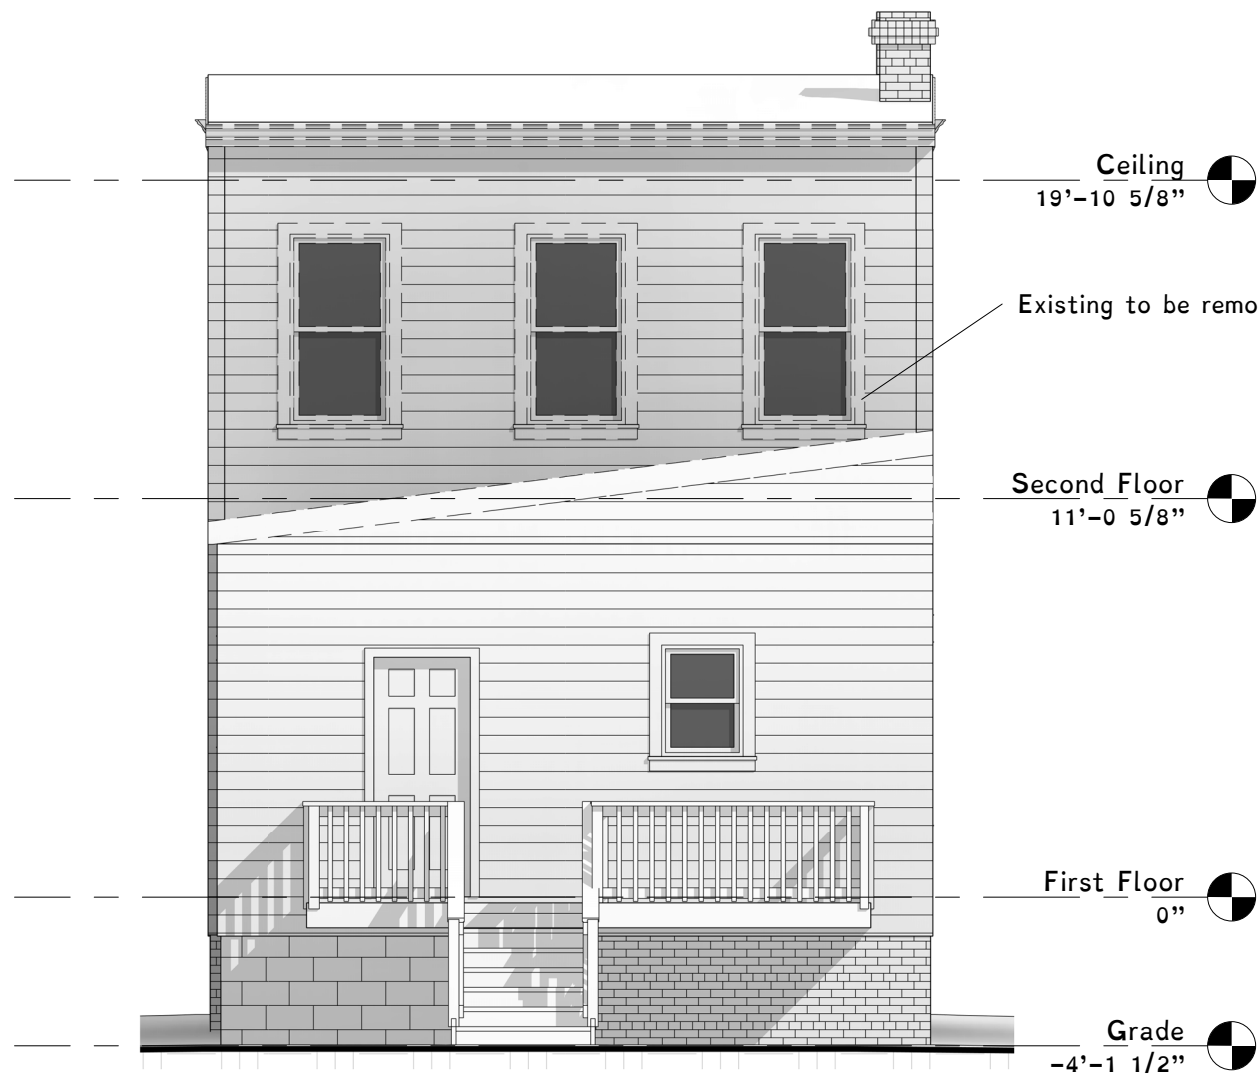 Ceiling
19'-10 5/8"
Existing to be remo
Second Floor
11'-0 5/8"
First Floor
0"
Grade
-4'-1 1/2"